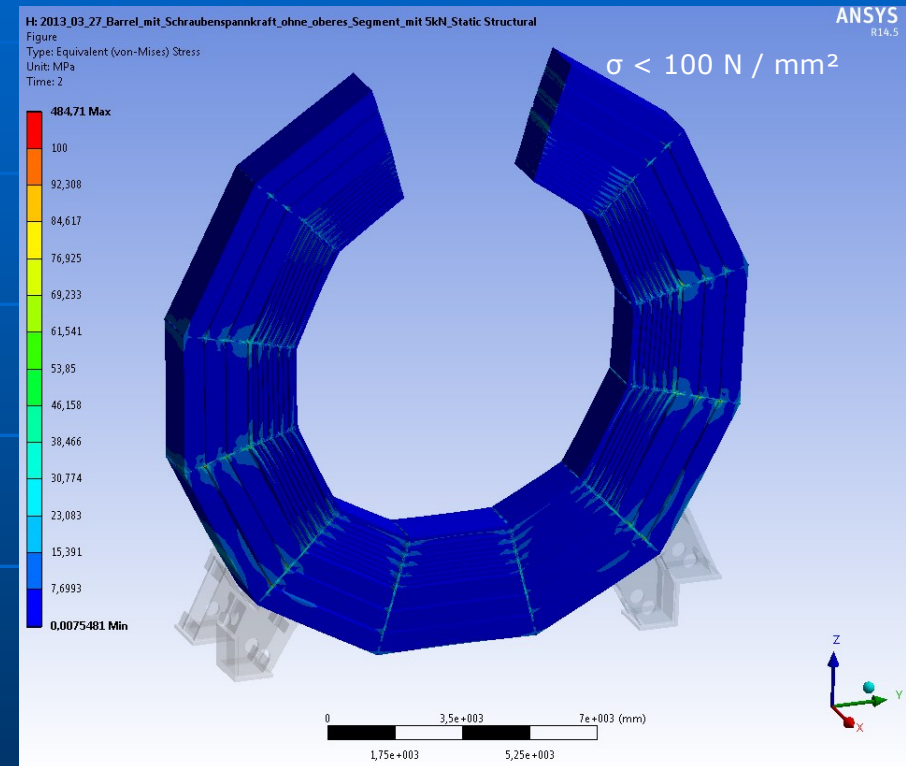 H: 2013_03_27_Barrel_mit_Schraubenspannkraft_ohne_oberes_Segment_mit 5kN_Static Structural
Figure
Type: Equivalent (von-Mises) Stress
Unit: MPa
Time: 2
ANSYS
R14.5
σ < 100 N / mm²
484,71 Max
100
92,308
84,617
76,925
69,233
61,541
53,85
46,158
38,466
30,774
23,083
15,391
7,6993
0,0075481 Min
Z
Y
X
0 3,5e+003 7e+003 (mm)
1,75e+003 5,25e+003